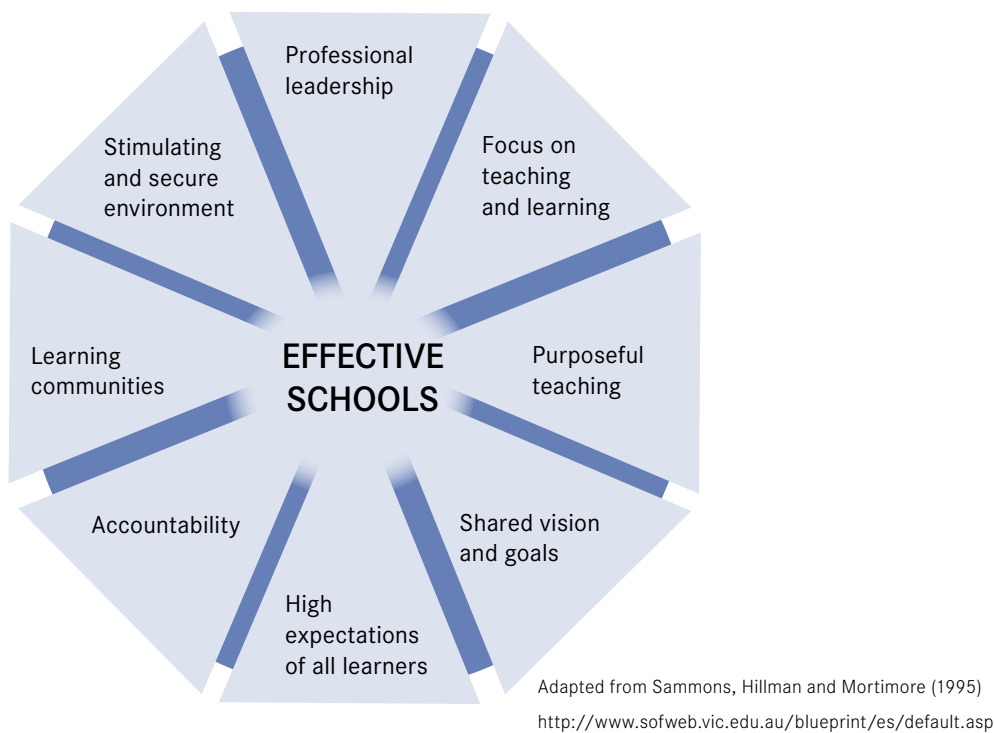 Professional
leadership
Focus on
teaching
and learning
Purposeful
teaching
Shared vision
and goals
High
expectations
of all learners
Accountability
Learning
communities
Stimulating
and secure
environment
EFFECTIVE
SCHOOLS
Adapted from Sammons, Hillman and Mortimore (1995)
http://www.sofweb.vic.edu.au/blueprint/es/default.asp